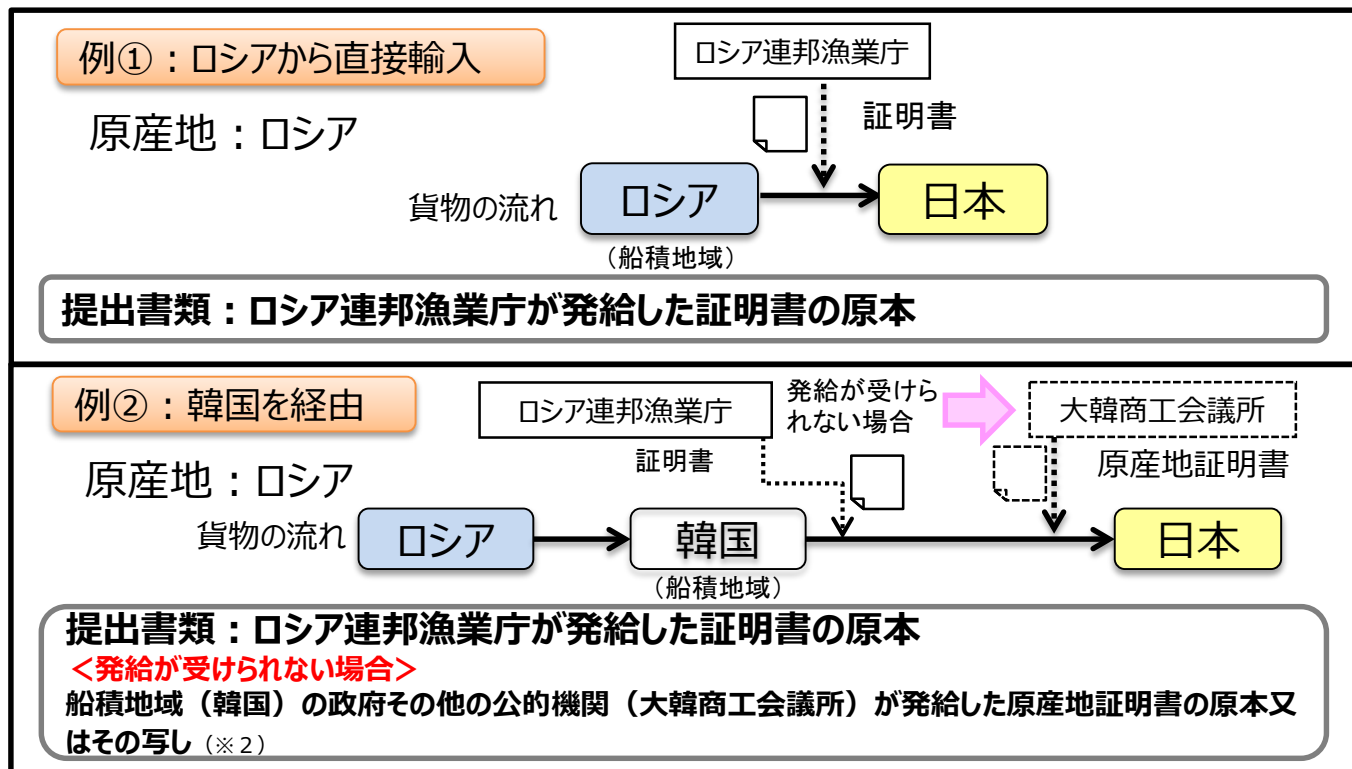 例①：ロシアから直接輸入
ロシア連邦漁業庁
原産地：ロシア
証明書
貨物の流れ
ロシア
日本
（船積地域）
提出書類：ロシア連邦漁業庁が発給した証明書の原本
例②：韓国を経由
ロシア連邦漁業庁
発給が受けら
れない場合
大韓商工会議所
原産地：ロシア
証明書
原産地証明書
貨物の流れ
ロシア
韓国
日本
（船積地域）
提出書類：ロシア連邦漁業庁が発給した証明書の原本
＜発給が受けられない場合＞
船積地域（韓国）の政府その他の公的機関（大韓商工会議所）が発給した原産地証明書の原本又
はその写し（※２）